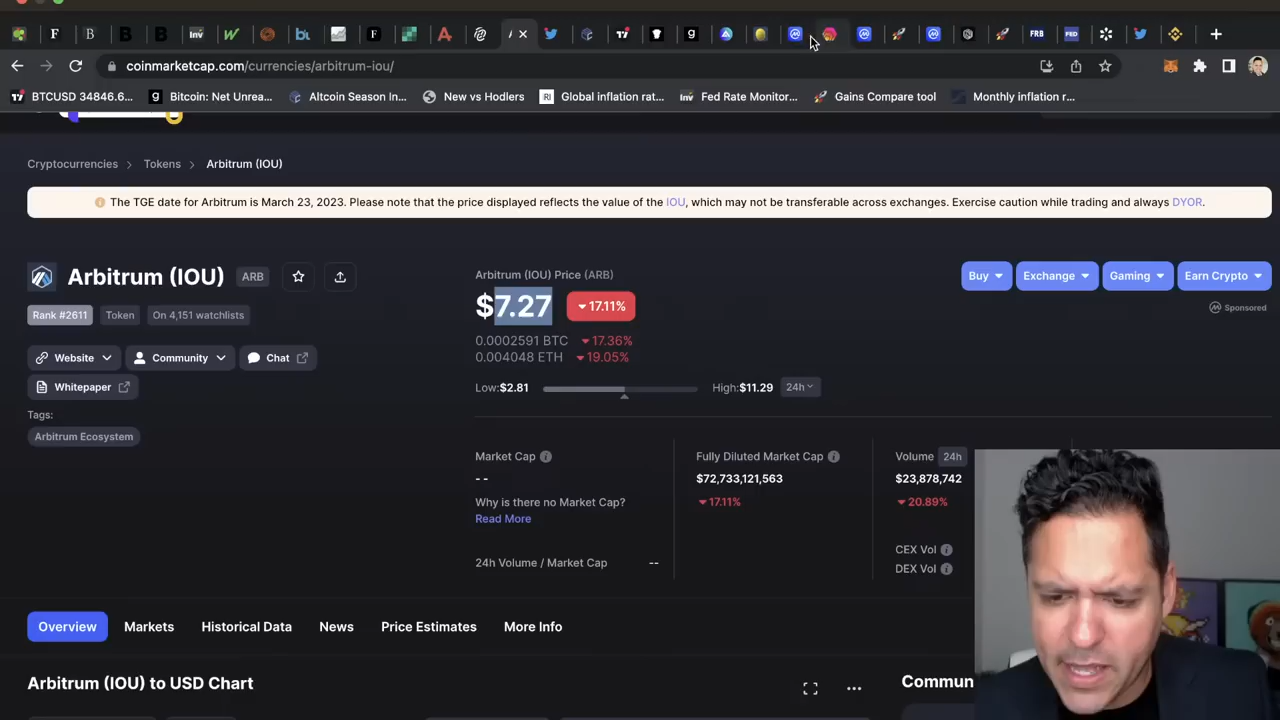 coinmarketcap.com/currencies/arbitrum-iou/
BTCUSD 34846.6... Bitcoin: Net Unrea... Altcoin Season In... New vs Hodlers Global inflation rat... Fed Rate Monitor... Gains Compare tool Monthly inflation r...
Cryptocurrencies Tokens Arbitrum (IOU)
The TGE date for Arbitrum is March 23, 2023. Please note that the price displayed reflects the value of the IOU, which may not be transferable across exchanges. Exercise caution while trading and always DYOR.
Arbitrum (IOU) ARB
Rank #2611 Token On 4,151 watchlists
Website Community Chat
Whitepaper
Tags:
Arbitrum Ecosystem
Arbitrum (IOU) Price (ARB)
$7.27 17.11%
0.0002591 BTC 17.36%
0.004048 ETH 19.05%
Low:$2.81 High:$11.29 24h
Buy Exchange Gaming Earn Crypto
Sponsored
Market Cap
- -
Why is there no Market Cap?
Read More
24h Volume / Market Cap --
Fully Diluted Market Cap
$72,733,121,563
17.11%
Volume 24h
$23,878,742
20.89%
CEX Vol
DEX Vol
Overview Markets Historical Data News Price Estimates More Info
Arbitrum (IOU) to USD Chart
Commun